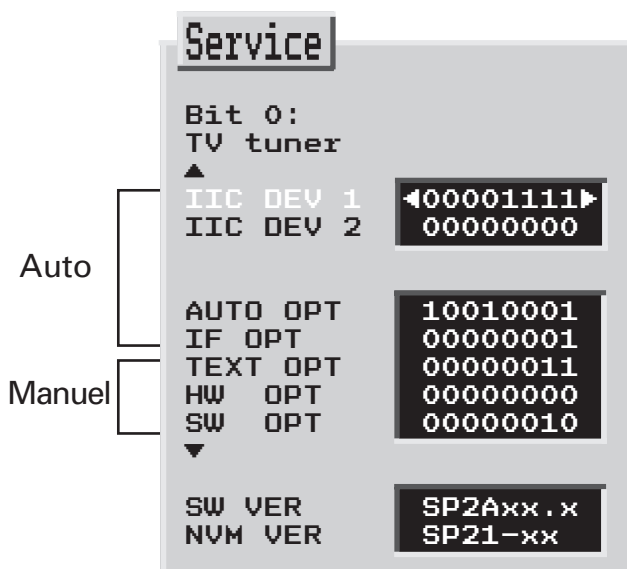 Service
Bit 0:
TV tuner
▲
IIC DEV 1 ◀00001111▶
IIC DEV 2 00000000
Auto
AUTO OPT 10010001
IF OPT 00000001
TEXT OPT 00000011
Manuel
HW OPT 00000000
SW OPT 00000010
▼
SW VER SP2Axx.x
NVM VER SP21-xx